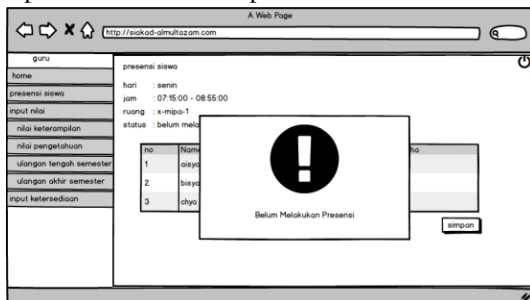 A Web Page
http://siakad-almultazam.com
guru
home
presensi siswa
input nilai
nilai keterampilan
nilai pengetahuan
ulangan tengah semester
ulangan akhir semester
input ketersediaan
presensi siswa
hari : senin
jam : 07:15:00 - 08:55:00
ruang : x-mipa-1
status : belum mela
no Nam
1 aisya
2 bisya
3 chya
Belum Melakukan Presensi
simpan